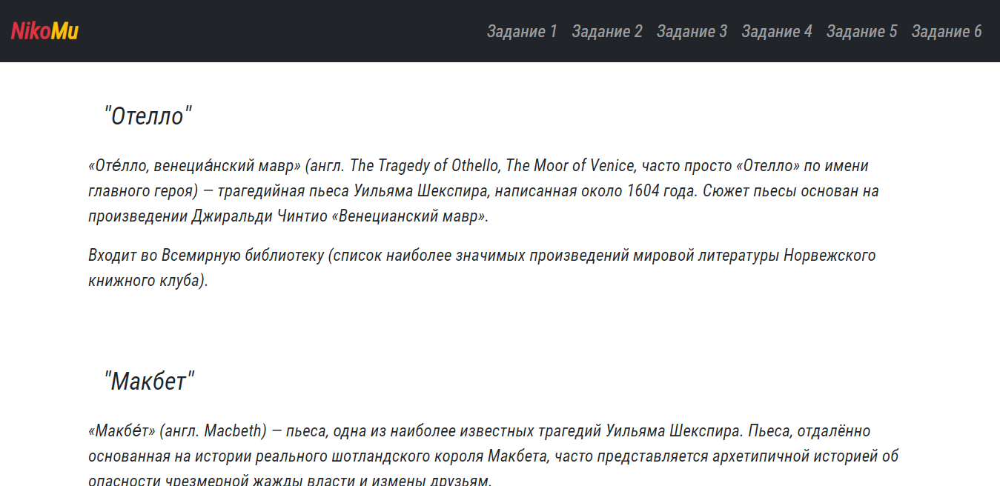 NikoMu
Задание 1 Задание 2 Задание 3 Задание 4 Задание 5 Задание 6
"Отелло"
«Оте́лло, венециа́нский мавр» (англ. The Tragedy of Othello, The Moor of Venice, часто просто «Отелло» по имени
главного героя) — трагедийная пьеса Уильяма Шекспира, написанная около 1604 года. Сюжет пьесы основан на
произведении Джиральди Чинтио «Венецианский мавр».
Входит во Всемирную библиотеку (список наиболее значимых произведений мировой литературы Норвежского
книжного клуба).
"Макбет"
«Макбе́т» (англ. Macbeth) — пьеса, одна из наиболее известных трагедий Уильяма Шекспира. Пьеса, отдалённо
основанная на истории реального шотландского короля Макбета, часто представляется архетипичной историей об
опасности чрезмерной жажды власти и измены друзьям.